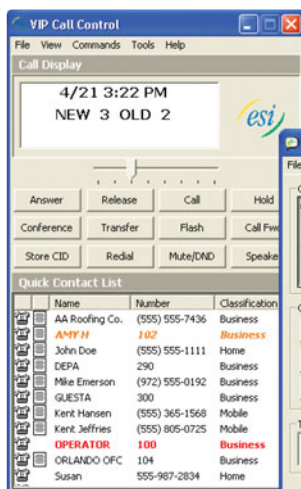 VIP Call Control
File View Commands Tools Help
Call Display
4/21 3:22 PM
NEW 3 OLD 2
esi
File
Answer Release Call Hold
Conference Transfer Flash Call Fwd
Store CID Redial Mute/DND Speake
Quick Contact List
Name Number Classification
AA Roofing Co. (555) 555-7436 Business
AMY H 102 Business
John Doe (555) 555-1111 Home
DEPA 290 Business
Mike Emerson (972) 555-0192 Business
GUESTA 300 Business
Kent Hansen (555) 365-1568 Mobile
Kent Jeffries (555) 805-0725 Mobile
OPERATOR 100 Business
ORLANDO OFC 104 Business
Susan 555-987-2834 Home